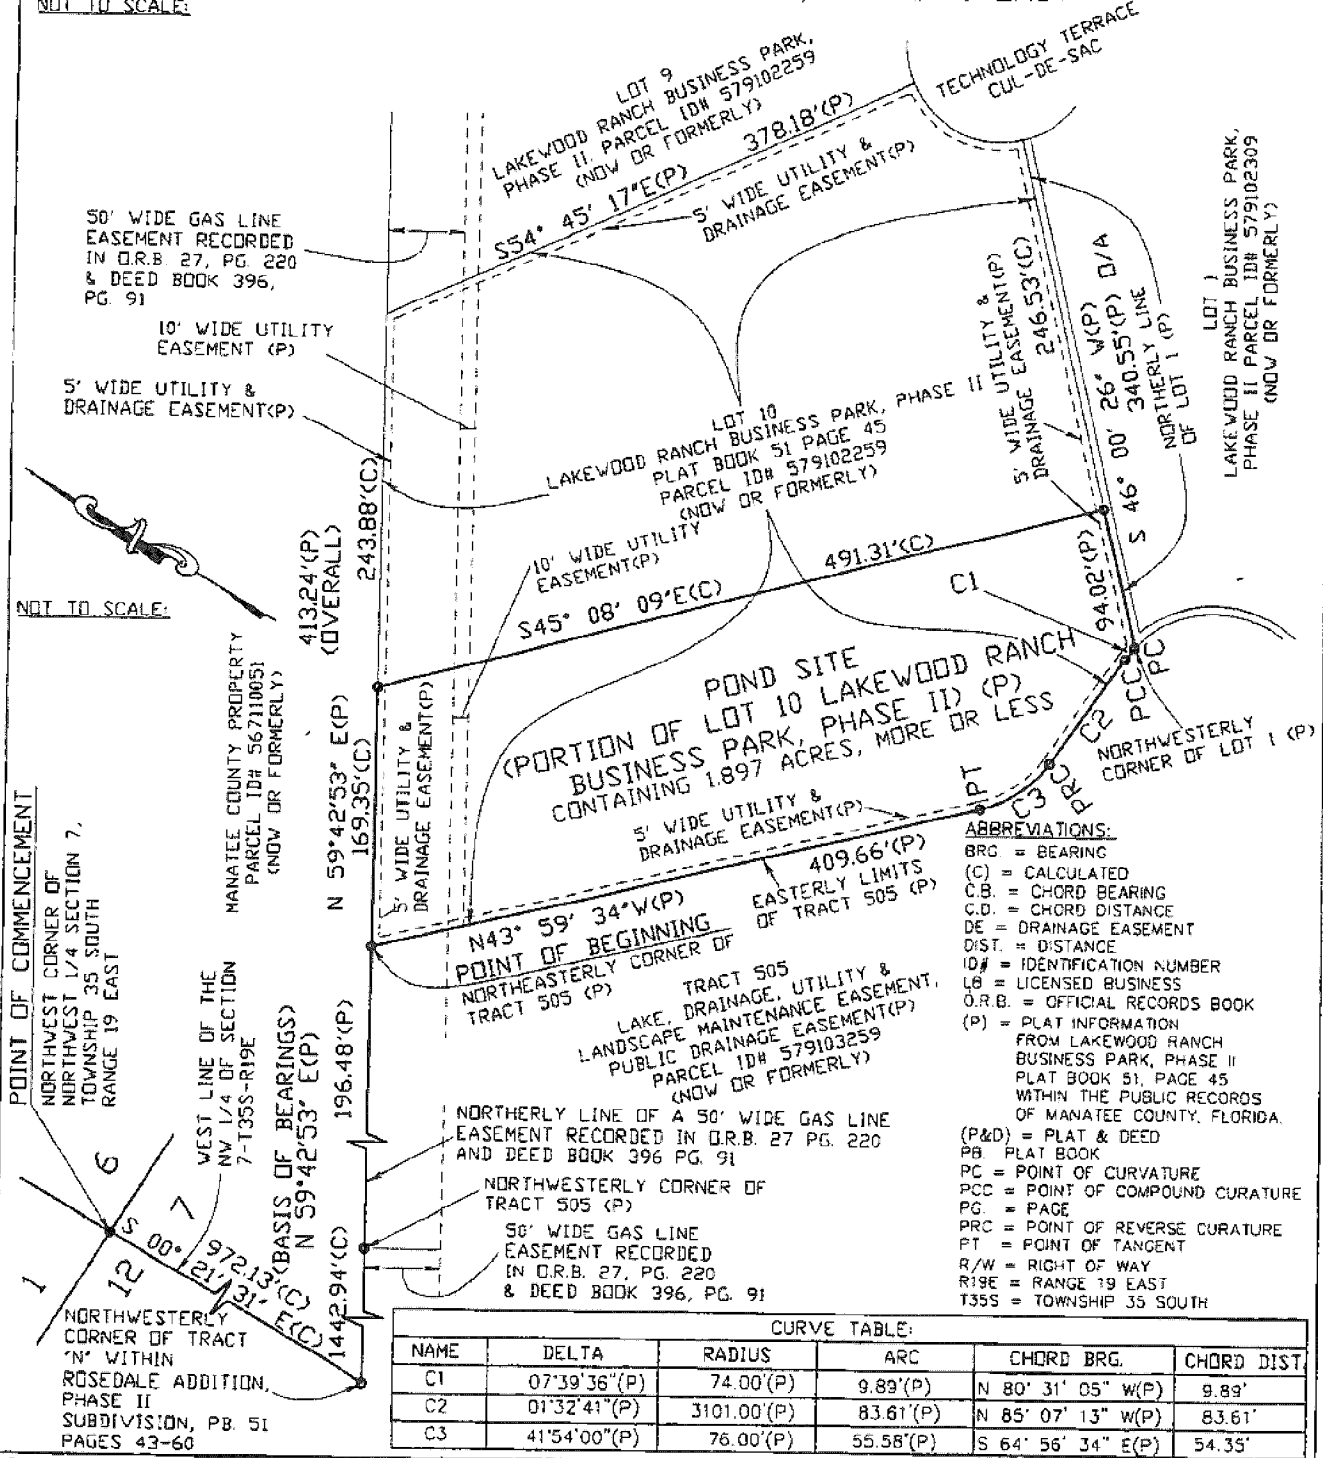 NOT TO SCALE:
TECHNOLOGY TERRACE
CUL-DE-SAC
LOT 9
LAKEWOOD RANCH BUSINESS PARK,
PHASE II, PARCEL ID# 579102259
(NOW OR FORMERLY)
S54° 45' 17"E(P)
378.18'(P)
5' WIDE UTILITY &
DRAINAGE EASEMENT(P)
50' WIDE GAS LINE
EASEMENT RECORDED
IN O.R.B. 27, PG. 220
& DEED BOOK 396,
PG. 91
10' WIDE UTILITY
EASEMENT (P)
5' WIDE UTILITY &
DRAINAGE EASEMENT(P)
LOT 1
LAKEWOOD RANCH BUSINESS PARK,
PHASE II PARCEL ID# 579102309
(NOW OR FORMERLY)
5' WIDE UTILITY &
DRAINAGE EASEMENT(P)
246.53'(C)
S 46° 00' 26" W(P)
340.55'(P) O/A
NORTHERLY LINE
OF LOT 1 (P)
LOT 10
LAKEWOOD RANCH BUSINESS PARK, PHASE II
PLAT BOOK 51 PAGE 45
PARCEL ID# 579102259
(NOW OR FORMERLY)
413.24'(P)
(OVERALL)
243.88'(C)
10' WIDE UTILITY
EASEMENT(P)
491.31'(C)
S45° 08' 09"E(C)
C1
94.02'(P)
NOT TO SCALE:
PC
PCC
C2
PRC
C3
PT
NORTHWESTERLY
CORNER OF LOT 1 (P)
POND SITE
(PORTION OF LOT 10 LAKEWOOD RANCH
BUSINESS PARK, PHASE II) (P)
CONTAINING 1.897 ACRES, MORE OR LESS
5' WIDE UTILITY &
DRAINAGE EASEMENT(P)
5' WIDE UTILITY &
DRAINAGE EASEMENT(P)
N 59°42'53" E(P)
169.35'(C)
MANATEE COUNTY PROPERTY
PARCEL ID# 567110051
(NOW OR FORMERLY)
409.66'(P)
N43° 59' 34"W(P)
EASTERLY LIMITS
OF TRACT 505 (P)
POINT OF BEGINNING
NORTHEASTERLY CORNER OF
TRACT 505 (P)
TRACT 505
LAKE, DRAINAGE, UTILITY &
LANDSCAPE MAINTENANCE EASEMENT,
PUBLIC DRAINAGE EASEMENT(P)
PARCEL ID# 579103259
(NOW OR FORMERLY)
POINT OF COMMENCEMENT
NORTHWEST CORNER OF
NORTHWEST 1/4 SECTION 7,
TOWNSHIP 35 SOUTH
RANGE 19 EAST
WEST LINE OF THE
NW 1/4 OF SECTION
7-T35S-R19E
(BASIS OF BEARINGS)
N 59°42'53" E(P)
196.48'(P)
1442.94'(C)
NORTHERLY LINE OF A 50' WIDE GAS LINE
EASEMENT RECORDED IN O.R.B. 27 PG. 220
AND DEED BOOK 396 PG. 91
NORTHWESTERLY CORNER OF
TRACT 505 (P)
50' WIDE GAS LINE
EASEMENT RECORDED
IN O.R.B. 27, PG. 220
& DEED BOOK 396, PG. 91
6
7
1
12
S 00° 21' 31" E(C)
972.13'(C)
NORTHWESTERLY
CORNER OF TRACT
"N" WITHIN
ROSEDALE ADDITION,
PHASE II
SUBDIVISION, PB. 51
PAGES 43-60
ABBREVIATIONS:
BRG. = BEARING
(C) = CALCULATED
C.B. = CHORD BEARING
C.D. = CHORD DISTANCE
DE = DRAINAGE EASEMENT
DIST. = DISTANCE
ID# = IDENTIFICATION NUMBER
LB = LICENSED BUSINESS
O.R.B. = OFFICIAL RECORDS BOOK
(P) = PLAT INFORMATION
FROM LAKEWOOD RANCH
BUSINESS PARK, PHASE II
PLAT BOOK 51, PAGE 45
WITHIN THE PUBLIC RECORDS
OF MANATEE COUNTY, FLORIDA.
(P&D) = PLAT & DEED
PB. PLAT BOOK
PC = POINT OF CURVATURE
PCC = POINT OF COMPOUND CURATURE
PG. = PAGE
PRC = POINT OF REVERSE CURATURE
PT = POINT OF TANGENT
R/W = RIGHT OF WAY
R19E = RANGE 19 EAST
T35S = TOWNSHIP 35 SOUTH
CURVE TABLE:
NAME DELTA RADIUS ARC CHORD BRG. CHORD DIST.
C1 07°39'36"(P) 74.00'(P) 9.89'(P) N 80° 31' 05" W(P) 9.89'
C2 01°32'41"(P) 3101.00'(P) 83.61'(P) N 85° 07' 13" W(P) 83.61'
C3 41°54'00"(P) 76.00'(P) 55.58'(P) S 64° 56' 34" E(P) 54.35'